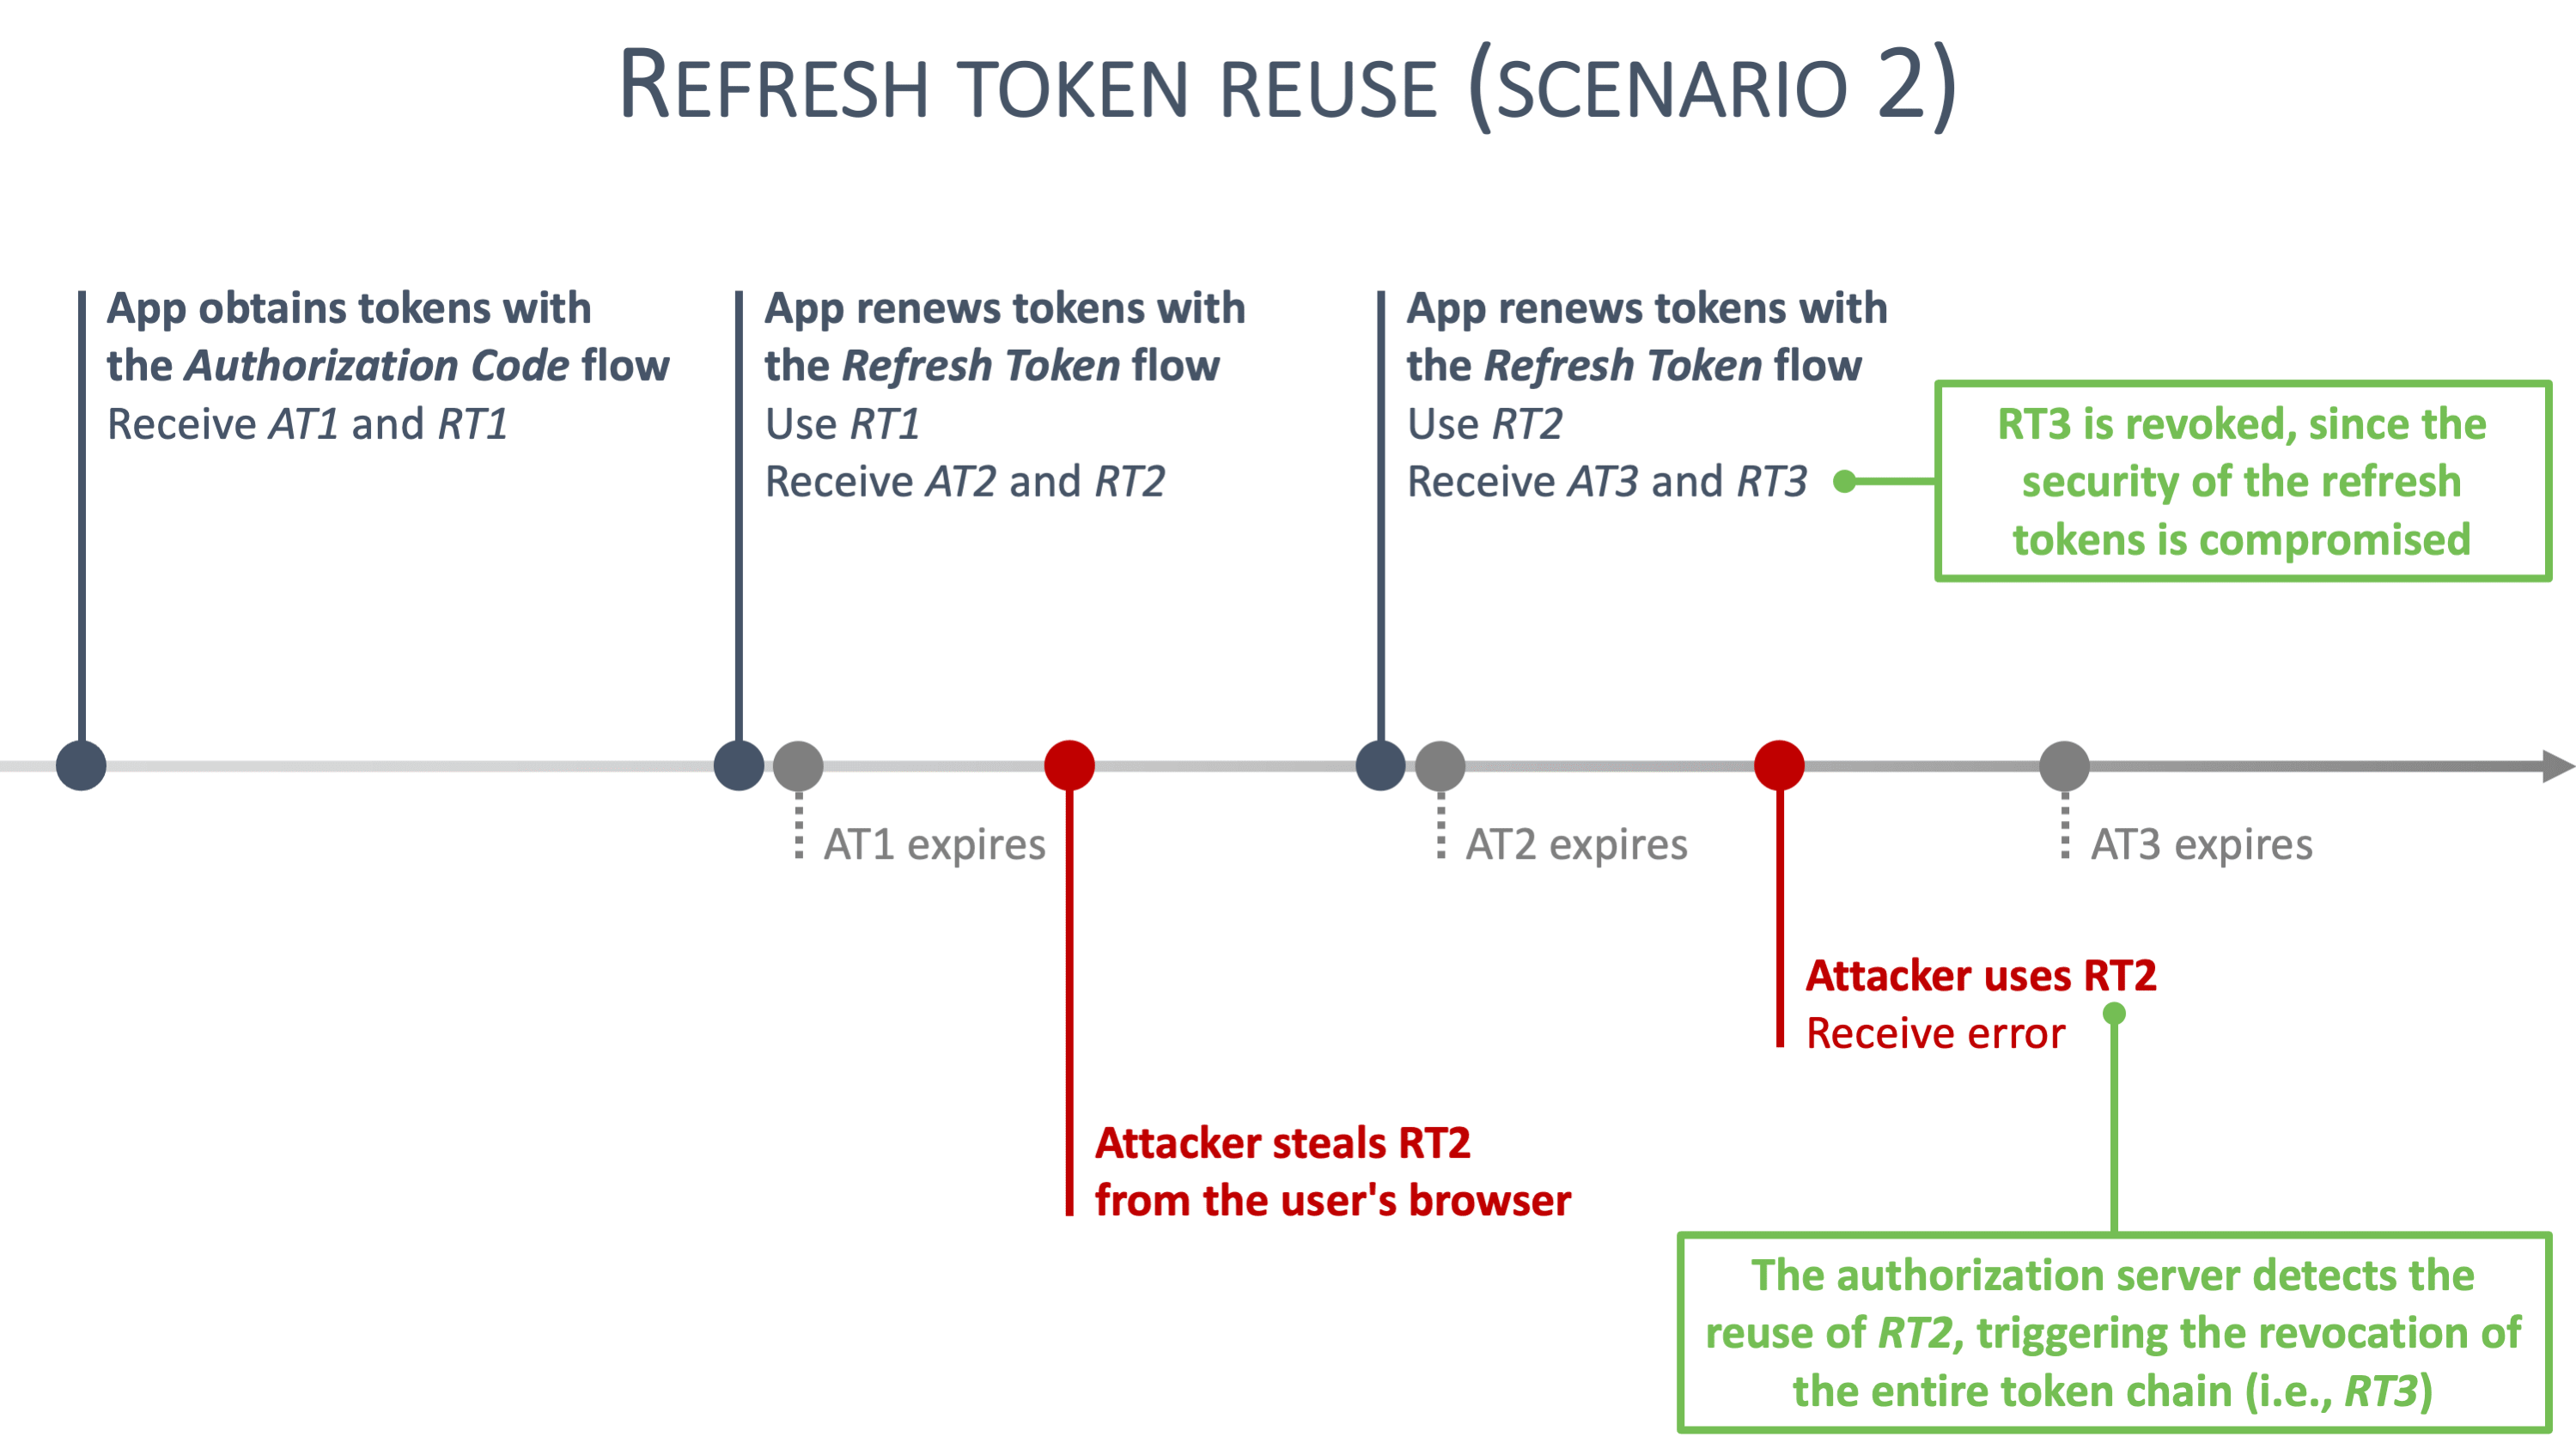 REFRESH TOKEN REUSE (SCENARIO 2)
App obtains tokens with
the Authorization Code flow
Receive AT1 and RT1
App renews tokens with
the Refresh Token flow
Use RT1
Receive AT2 and RT2
App renews tokens with
the Refresh Token flow
Use RT2
Receive AT3 and RT3
RT3 is revoked, since the
security of the refresh
tokens is compromised
AT1 expires
AT2 expires
AT3 expires
Attacker uses RT2
Receive error
Attacker steals RT2
from the user's browser
The authorization server detects the
reuse of RT2, triggering the revocation of
the entire token chain (i.e., RT3)